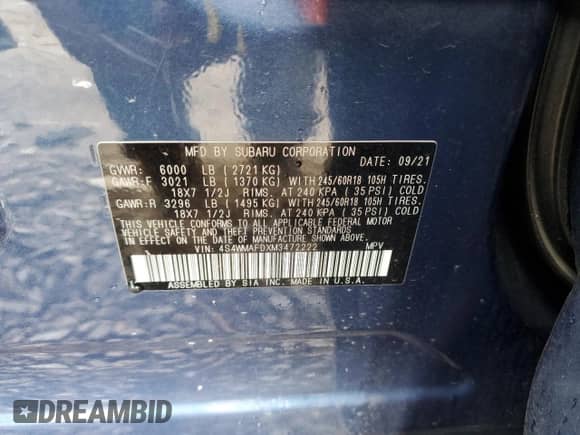 MFD BY SUBARU CORPORATION
GVWR: 6000 LB (2721 KG) DATE: 09/21
GAWR:F 3021 LB (1370 KG) WITH 245/60R18 105H TIRES.
18X7 1/2J RIMS. AT 240 KPA (35 PSI) COLD
GAWR:R 3296 LB (1495 KG) WITH 245/60R18 105H TIRES.
18X7 1/2J RIMS. AT 240 KPA (35 PSI) COLD
THIS VEHICLE CONFORMS TO ALL APPLICABLE FEDERAL MOTOR
VEHICLE SAFETY AND THEFT PREVENTION STANDARDS
IN EFFECT ON THE DATE OF MANUFACTURE SHOWN ABOVE.
VIN: 4S4WMAFDXM3472222 MPV
ASSEMBLED BY SIA INC. MADE IN U.S.A.
DREAMBID